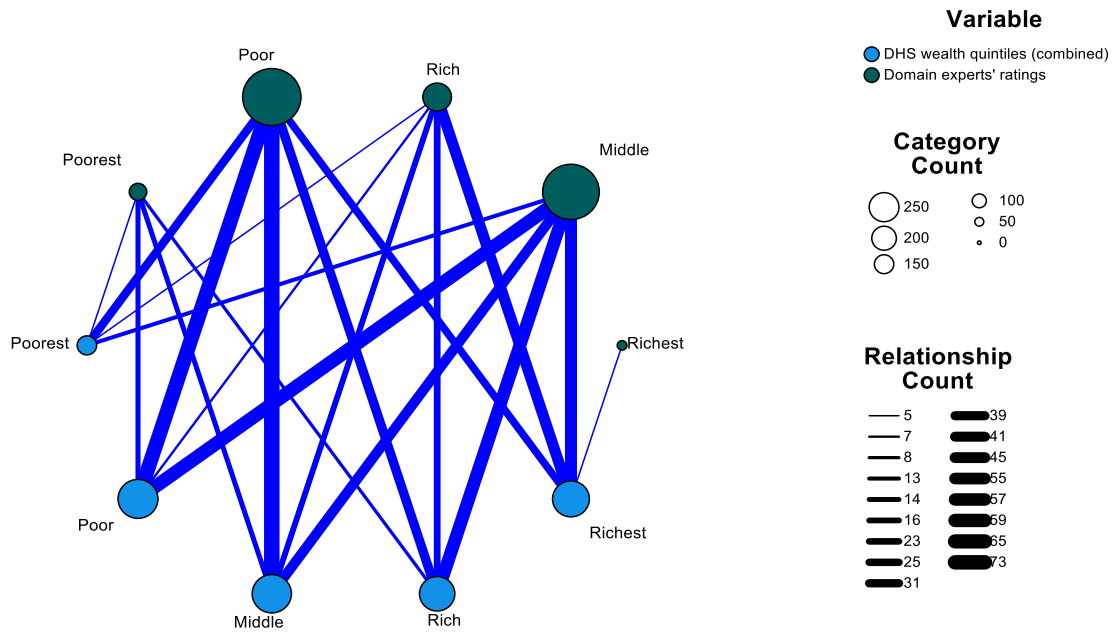 Variable
DHS wealth quintiles (combined)
Domain experts' ratings
Poor
Rich
Middle
Poorest
Poorest
Richest
Poor
Richest
Middle
Rich
Category
Count
250
200
150
100
50
0
Relationship
Count
5
7
8
13
14
16
23
25
31
39
41
45
55
57
59
65
73